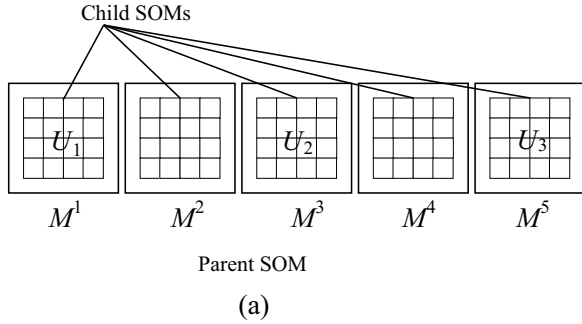 Child SOMs
U₁ U₂ U₃
M¹ M² M³ M⁴ M⁵
Parent SOM
(a)